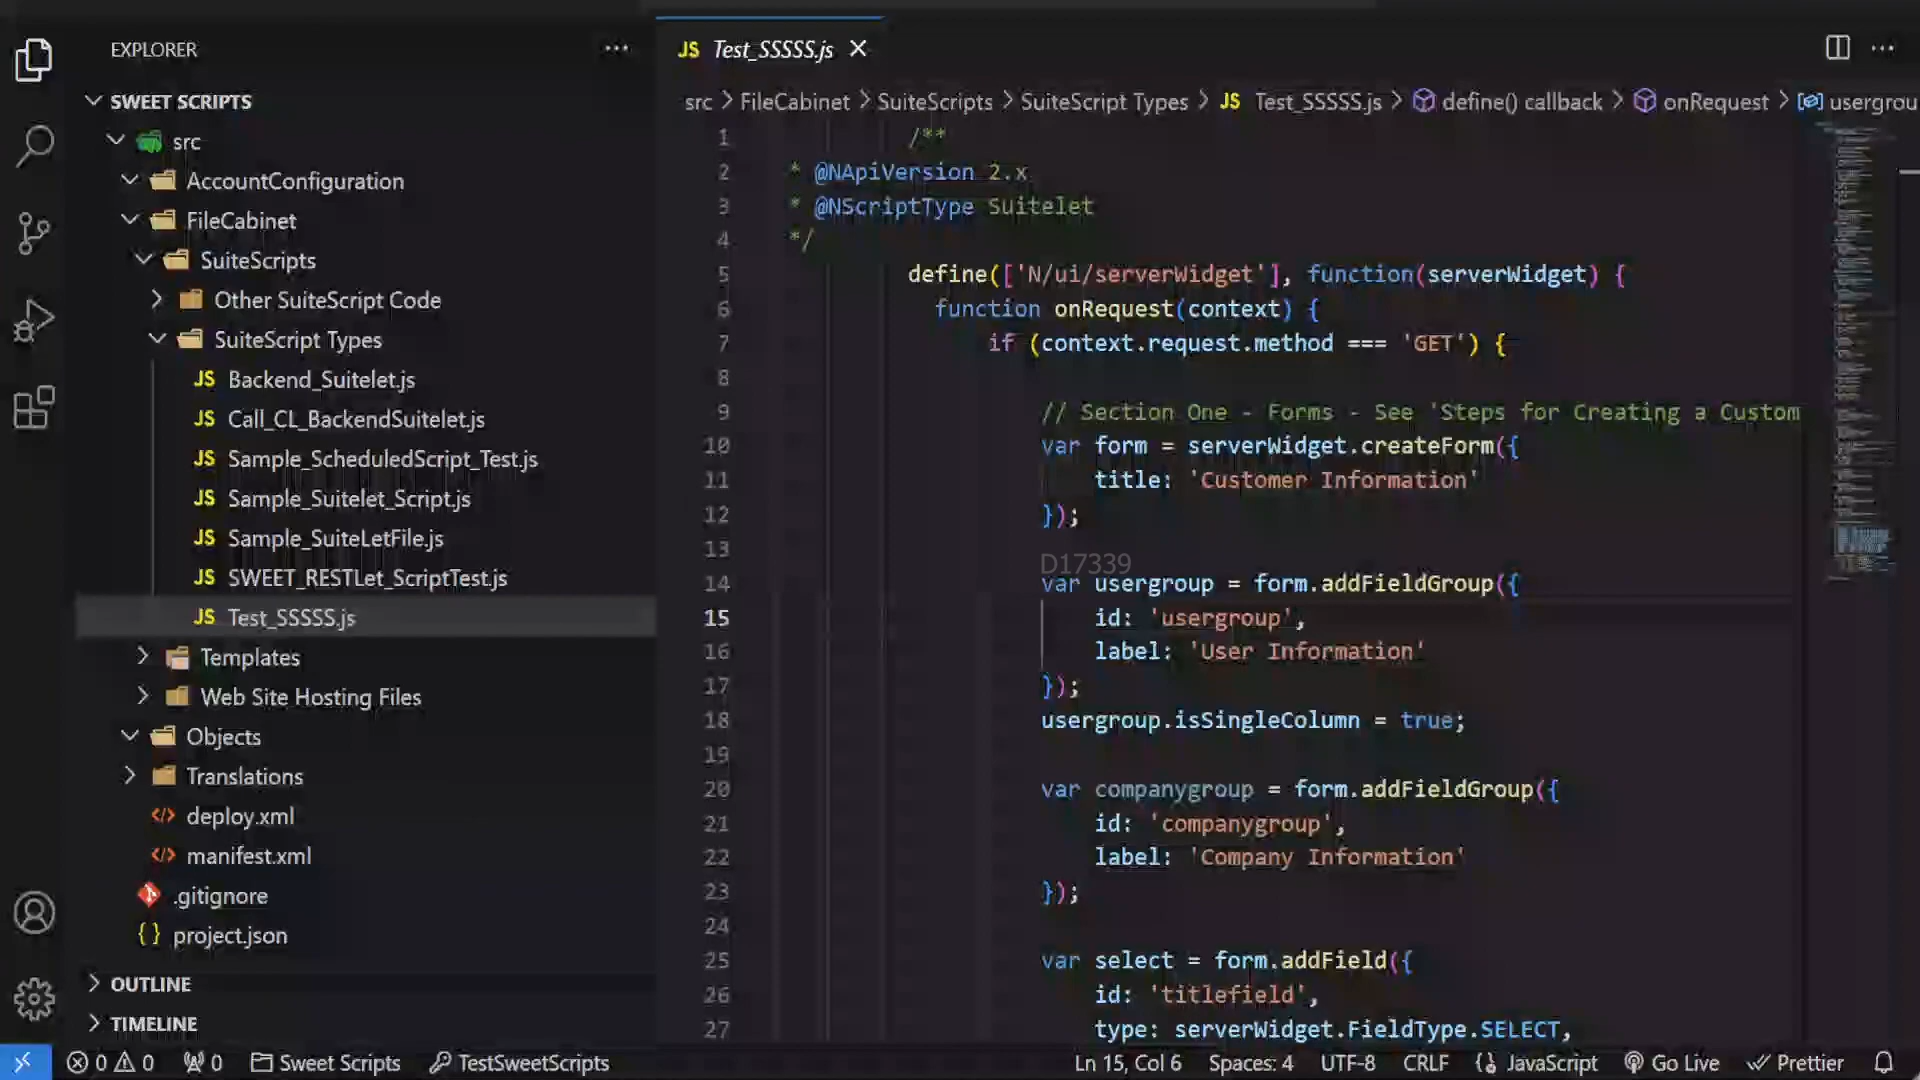 EXPLORER
SWEET SCRIPTS
src
AccountConfiguration
FileCabinet
SuiteScripts
Other SuiteScript Code
SuiteScript Types
JS Backend_Suitelet.js
JS Call_CL_BackendSuitelet.js
JS Sample_ScheduledScript_Test.js
JS Sample_Suitelet_Script.js
JS Sample_SuiteLetFile.js
JS SWEET_RESTLet_ScriptTest.js
JS Test_SSSSS.js
Templates
Web Site Hosting Files
Objects
Translations
deploy.xml
manifest.xml
.gitignore
{} project.json
OUTLINE
TIMELINE
JS Test_SSSSS.js
src > FileCabinet > SuiteScripts > SuiteScript Types > JS Test_SSSSS.js > define() callback > onRequest > usergrou
1 /**
2 * @NApiVersion 2.x
3 * @NScriptType Suitelet
4 */
5 define(['N/ui/serverWidget'], function(serverWidget) {
6 function onRequest(context) {
7 if (context.request.method === 'GET') {
8
9 // Section One - Forms - See 'Steps for Creating a Custom
10 var form = serverWidget.createForm({
11 title: 'Customer Information'
12 });
13
D17339
14 var usergroup = form.addFieldGroup({
15 id: 'usergroup',
16 label: 'User Information'
17 });
18 usergroup.isSingleColumn = true;
19
20 var companygroup = form.addFieldGroup({
21 id: 'companygroup',
22 label: 'Company Information'
23 });
24
25 var select = form.addField({
26 id: 'titlefield',
27 type: serverWidget.FieldType.SELECT,
0 0 0 Sweet Scripts TestSweetScripts Ln 15, Col 6 Spaces: 4 UTF-8 CRLF JavaScript Go Live Prettier